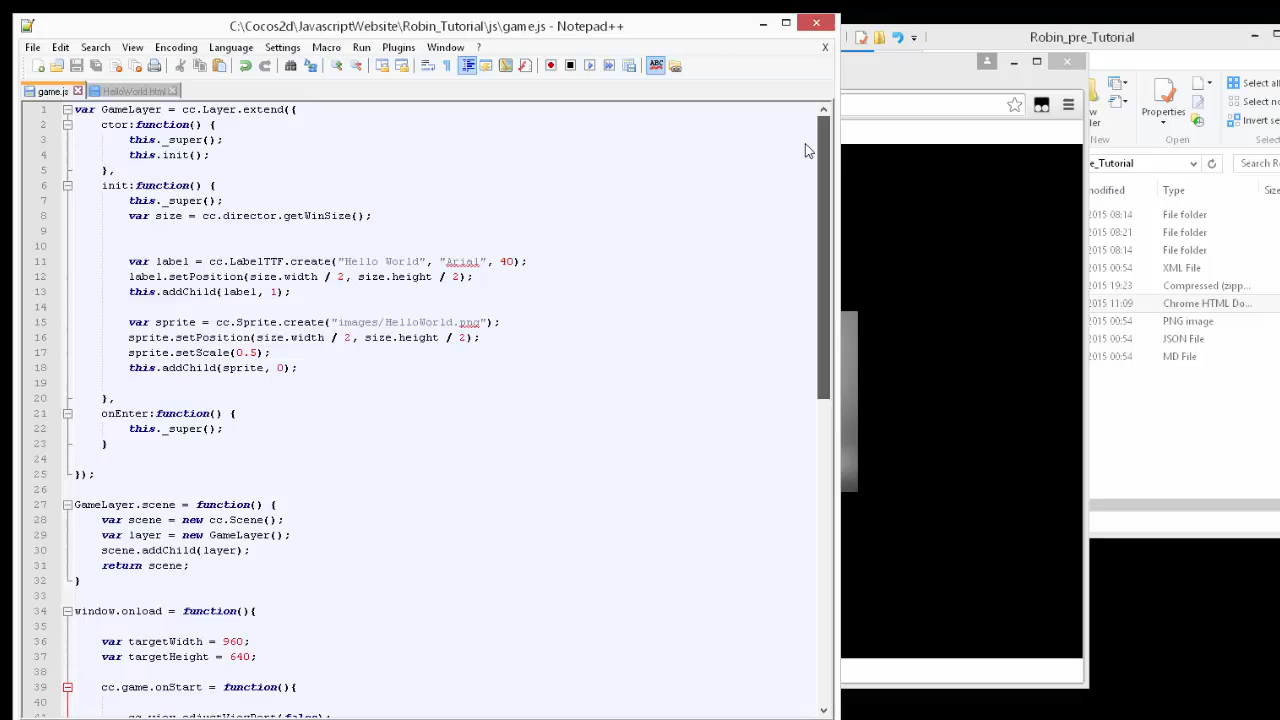 C:\Cocos2d\JavascriptWebsite\Robin_Tutorial\js\game.js - Notepad++
File Edit Search View Encoding Language Settings Macro Run Plugins Window ? X
game.js HelloWorld.html
1 var GameLayer = cc.Layer.extend({
2 ctor:function() {
3 this._super();
4 this.init();
5 },
6 init:function() {
7 this._super();
8 var size = cc.director.getWinSize();
9
10
11 var label = cc.LabelTTF.create("Hello World", "Arial", 40);
12 label.setPosition(size.width / 2, size.height / 2);
13 this.addChild(label, 1);
14
15 var sprite = cc.Sprite.create("images/HelloWorld.png");
16 sprite.setPosition(size.width / 2, size.height / 2);
17 sprite.setScale(0.5);
18 this.addChild(sprite, 0);
19
20 },
21 onEnter:function() {
22 this._super();
23 }
24
25 });
26
27 GameLayer.scene = function() {
28 var scene = new cc.Scene();
29 var layer = new GameLayer();
30 scene.addChild(layer);
31 return scene;
32 }
33
34 window.onload = function(){
35
36 var targetWidth = 960;
37 var targetHeight = 640;
38
39 cc.game.onStart = function(){
40
41 cc.view.adjustViewPort(false);
Robin_pre_Tutorial
Properties
Select all
Select no
Invert se
New Open Selec
e_Tutorial Search R
odified Type Size
2015 08:14 File folder
2015 08:21 File folder
2015 08:14 File folder
2015 00:54 XML File
2015 19:23 Compressed (zipp...
2015 11:09 Chrome HTML Do...
2015 00:54 PNG image
2015 00:54 JSON File
2015 00:54 MD File